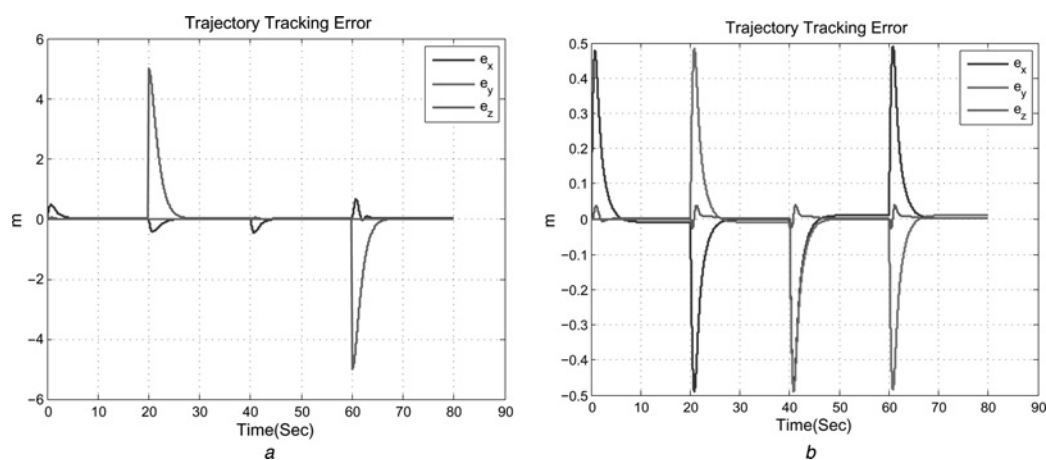 Trajectory Tracking Error
6
4
2
0
−2
−4
−6
m
0 10 20 30 40 50 60 70 80 90
Time(Sec)
e_x
e_y
e_z
a
Trajectory Tracking Error
0.5
0.4
0.3
0.2
0.1
0
−0.1
−0.2
−0.3
−0.4
−0.5
m
0 10 20 30 40 50 60 70 80 90
Time(Sec)
e_x
e_y
e_z
b